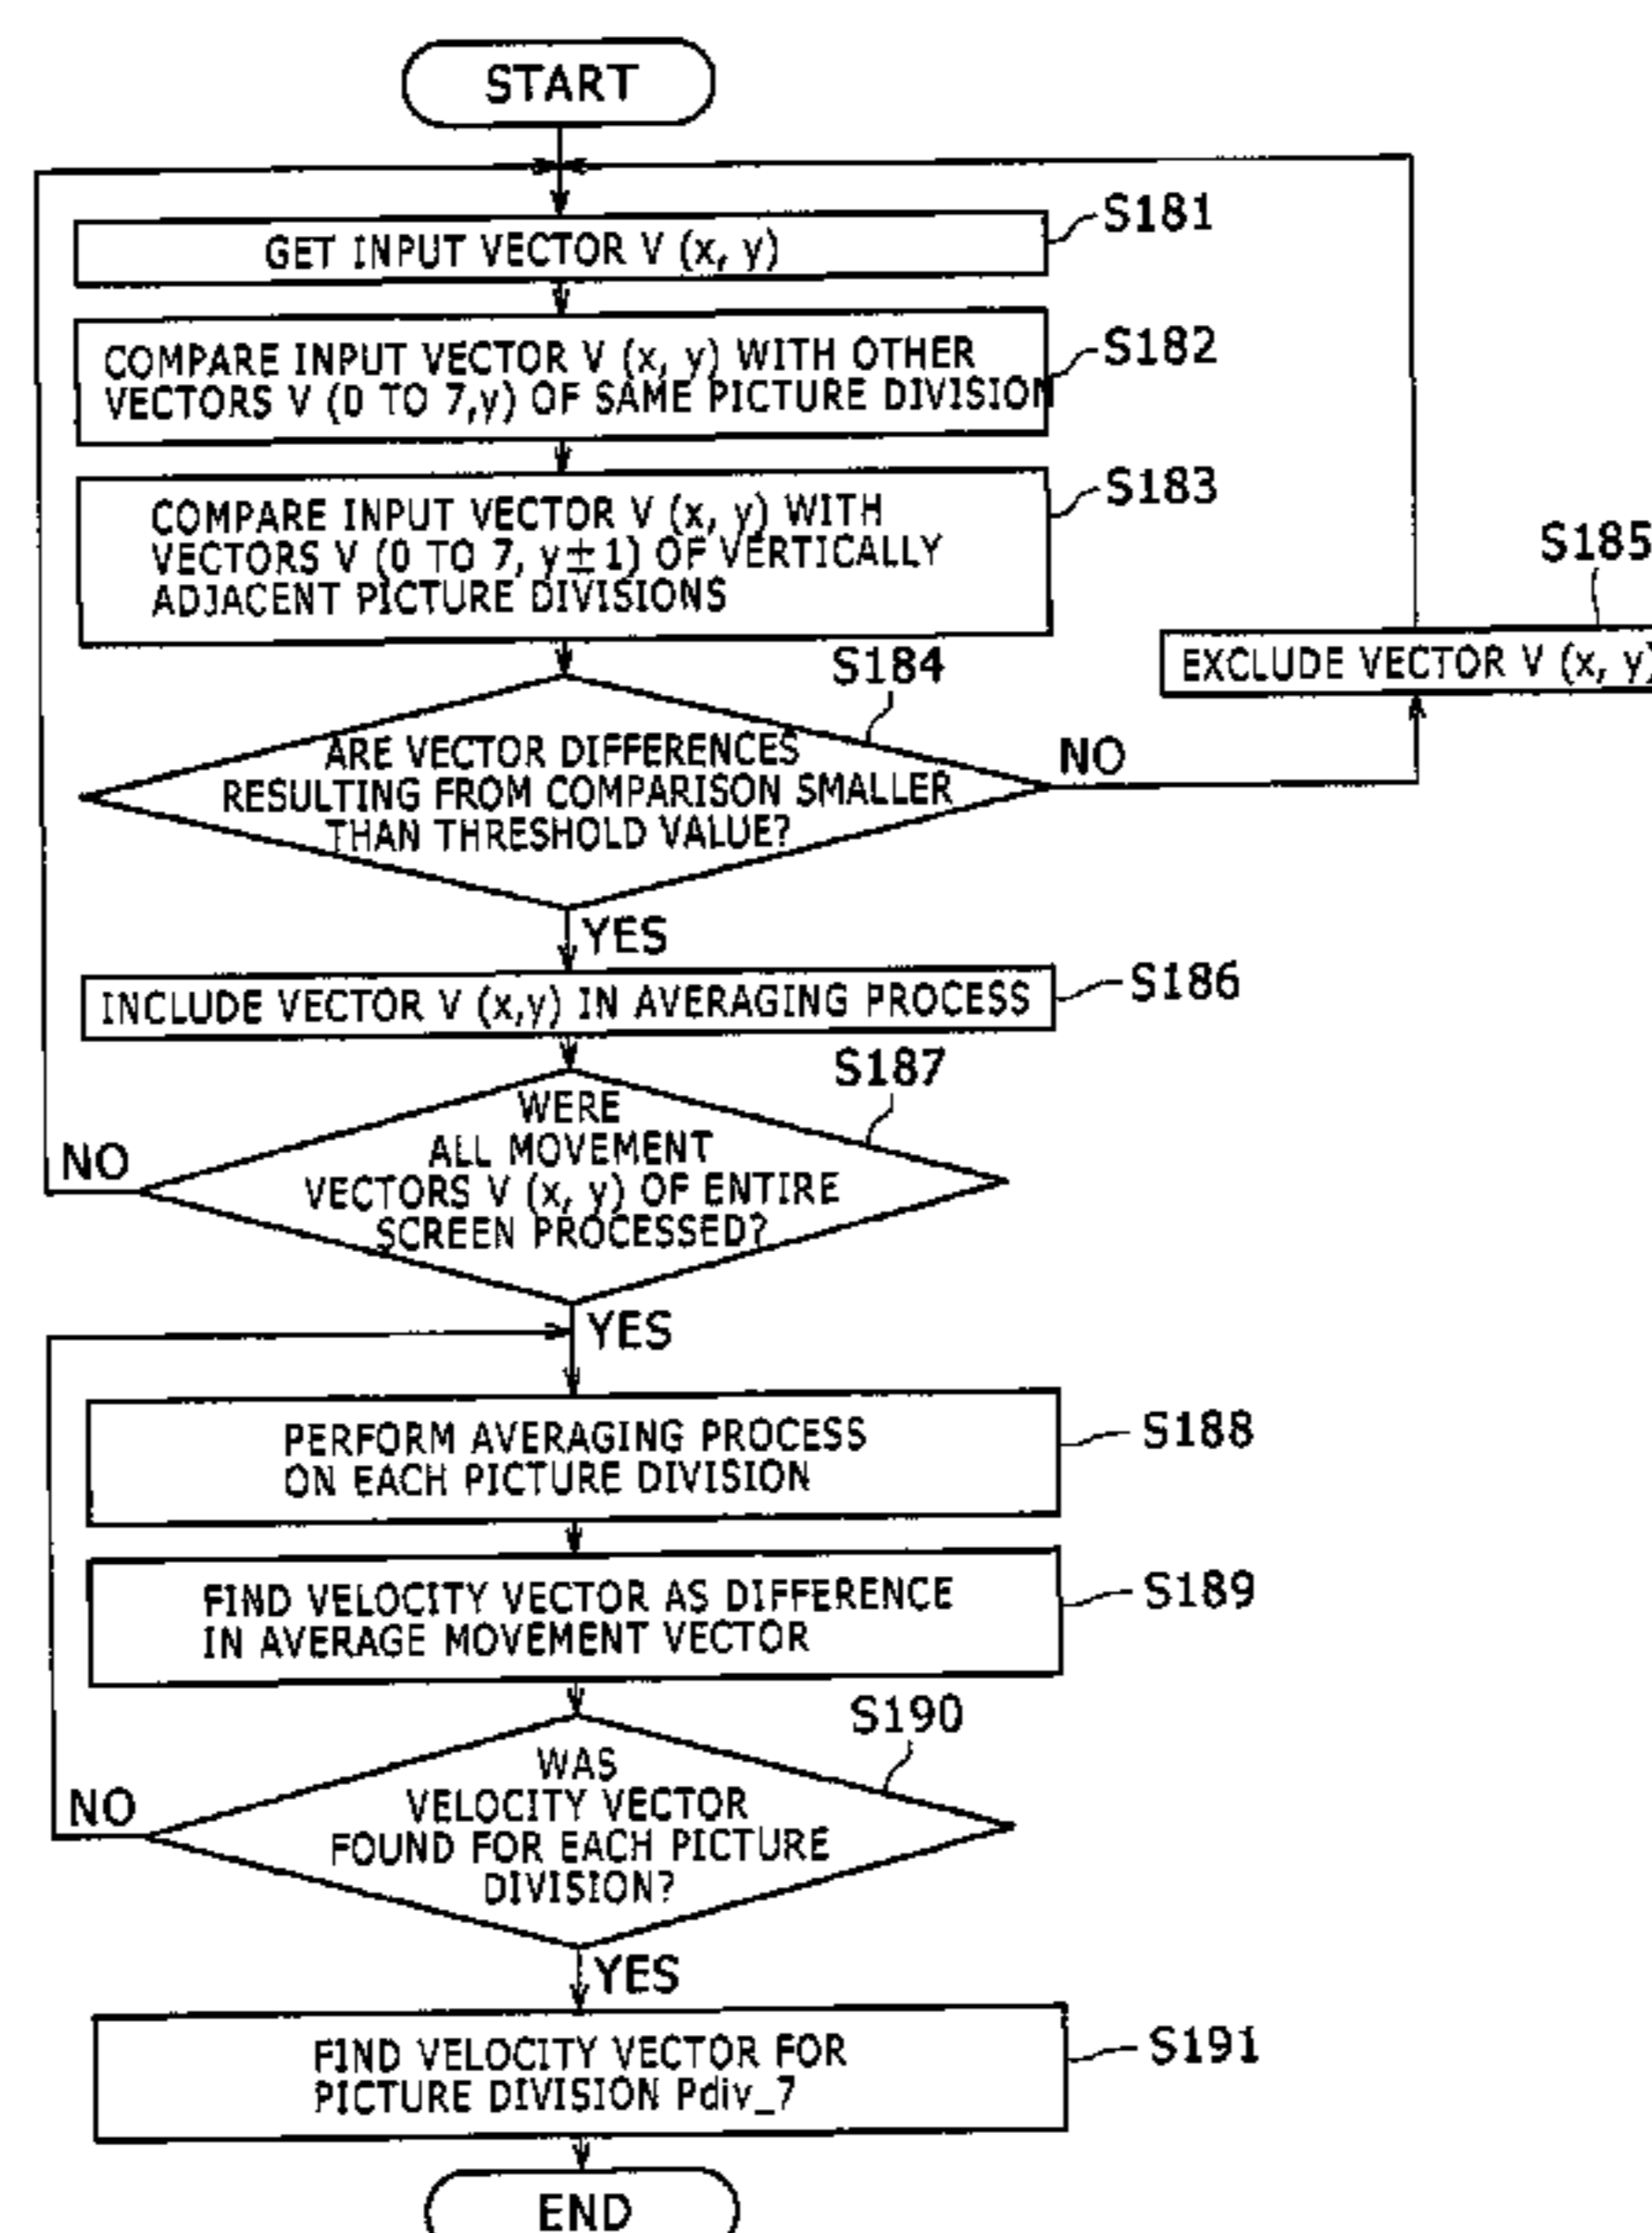 START
S181
GET INPUT VECTOR V (x, y)
S182
COMPARE INPUT VECTOR V (x, y) WITH OTHER
VECTORS V (0 TO 7,y) OF SAME PICTURE DIVISION
S183
COMPARE INPUT VECTOR V (x, y) WITH
VECTORS V (0 TO 7, y±1) OF VERTICALLY
ADJACENT PICTURE DIVISIONS
S185
EXCLUDE VECTOR V (x, y)
S184
ARE VECTOR DIFFERENCES
RESULTING FROM COMPARISON SMALLER
THAN THRESHOLD VALUE?
NO
YES
S186
INCLUDE VECTOR V (x,y) IN AVERAGING PROCESS
S187
WERE
ALL MOVEMENT
VECTORS V (x, y) OF ENTIRE
SCREEN PROCESSED?
NO
YES
S188
PERFORM AVERAGING PROCESS
ON EACH PICTURE DIVISION
S189
FIND VELOCITY VECTOR AS DIFFERENCE
IN AVERAGE MOVEMENT VECTOR
S190
WAS
VELOCITY VECTOR
FOUND FOR EACH PICTURE
DIVISION?
NO
YES
S191
FIND VELOCITY VECTOR FOR
PICTURE DIVISION Pdiv_7
END